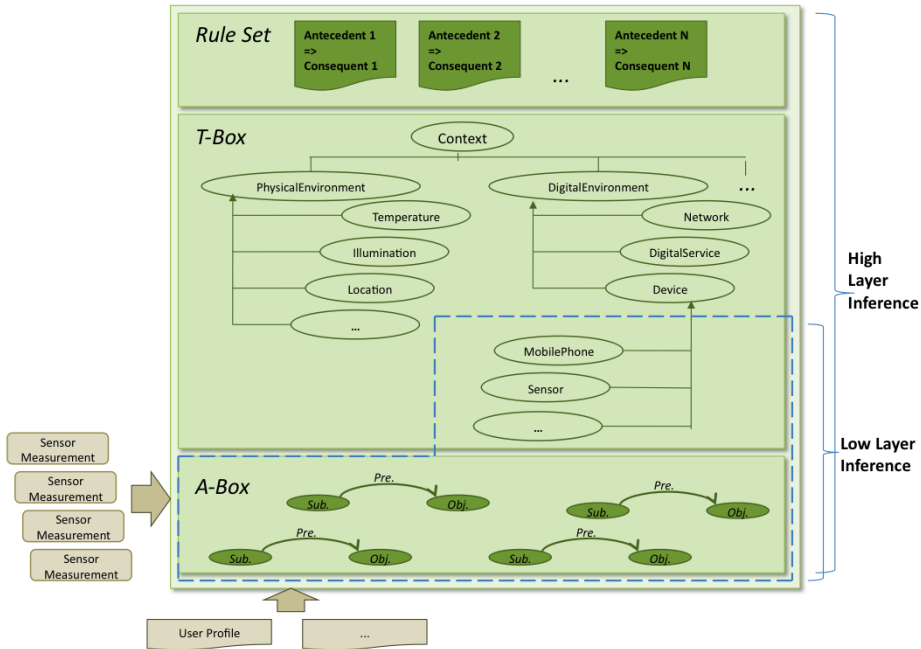 Rule Set
Antecedent 1
=>
Consequent 1
Antecedent 2
=>
Consequent 2
...
Antecedent N
=>
Consequent N
T-Box
Context
PhysicalEnvironment
DigitalEnvironment
...
Temperature
Network
Illumination
DigitalService
Location
Device
...
MobilePhone
Sensor
...
High
Layer
Inference
Low Layer
Inference
Sensor
Measurement
Sensor
Measurement
Sensor
Measurement
Sensor
Measurement
A-Box
Pre.
Sub.
Obj.
Pre.
Sub.
Obj.
Pre.
Sub.
Obj.
Pre.
Sub.
Obj.
User Profile
...